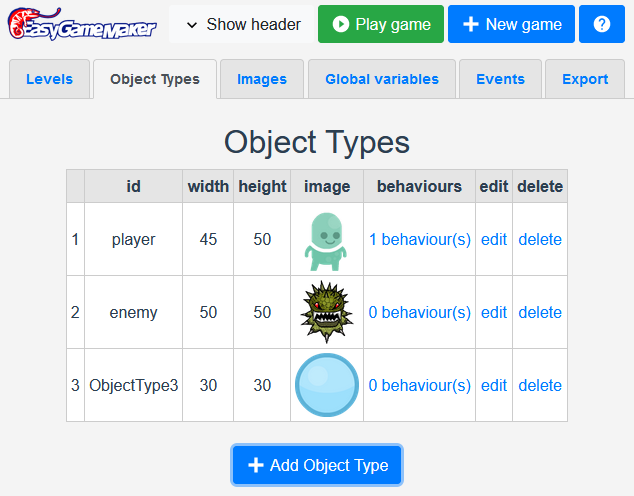 EasyGameMaker Show header Play game New game
Levels Object Types Images Global variables Events Export
Object Types
id width height image behaviours edit delete
1 player 45 50 1 behaviour(s) edit delete
2 enemy 50 50 0 behaviour(s) edit delete
3 ObjectType3 30 30 0 behaviour(s) edit delete
Add Object Type